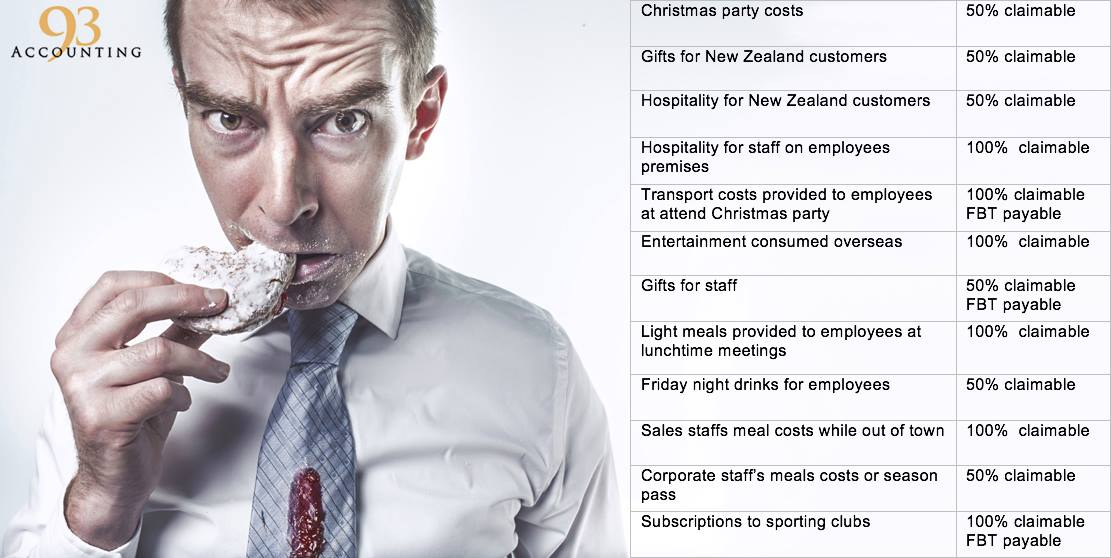 93
ACCOUNTING
Christmas party costs 50% claimable
Gifts for New Zealand customers 50% claimable
Hospitality for New Zealand customers 50% claimable
Hospitality for staff on employees 100% claimable
premises
Transport costs provided to employees 100% claimable
at attend Christmas party FBT payable
Entertainment consumed overseas 100% claimable
Gifts for staff 50% claimable
FBT payable
Light meals provided to employees at 100% claimable
lunchtime meetings
Friday night drinks for employees 50% claimable
Sales staffs meal costs while out of town 100% claimable
Corporate staff's meals costs or season 50% claimable
pass
Subscriptions to sporting clubs 100% claimable
FBT payable